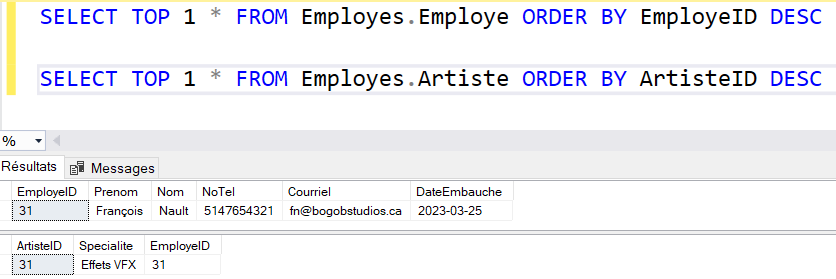 SELECT TOP 1 * FROM Employes.Employe ORDER BY EmployeID DESC
SELECT TOP 1 * FROM Employes.Artiste ORDER BY ArtisteID DESC
%
Résultats Messages
EmployeID Prenom Nom NoTel Courriel DateEmbauche
31 François Nault 5147654321 fn@bogobstudios.ca 2023-03-25
ArtisteID Specialite EmployeID
31 Effets VFX 31